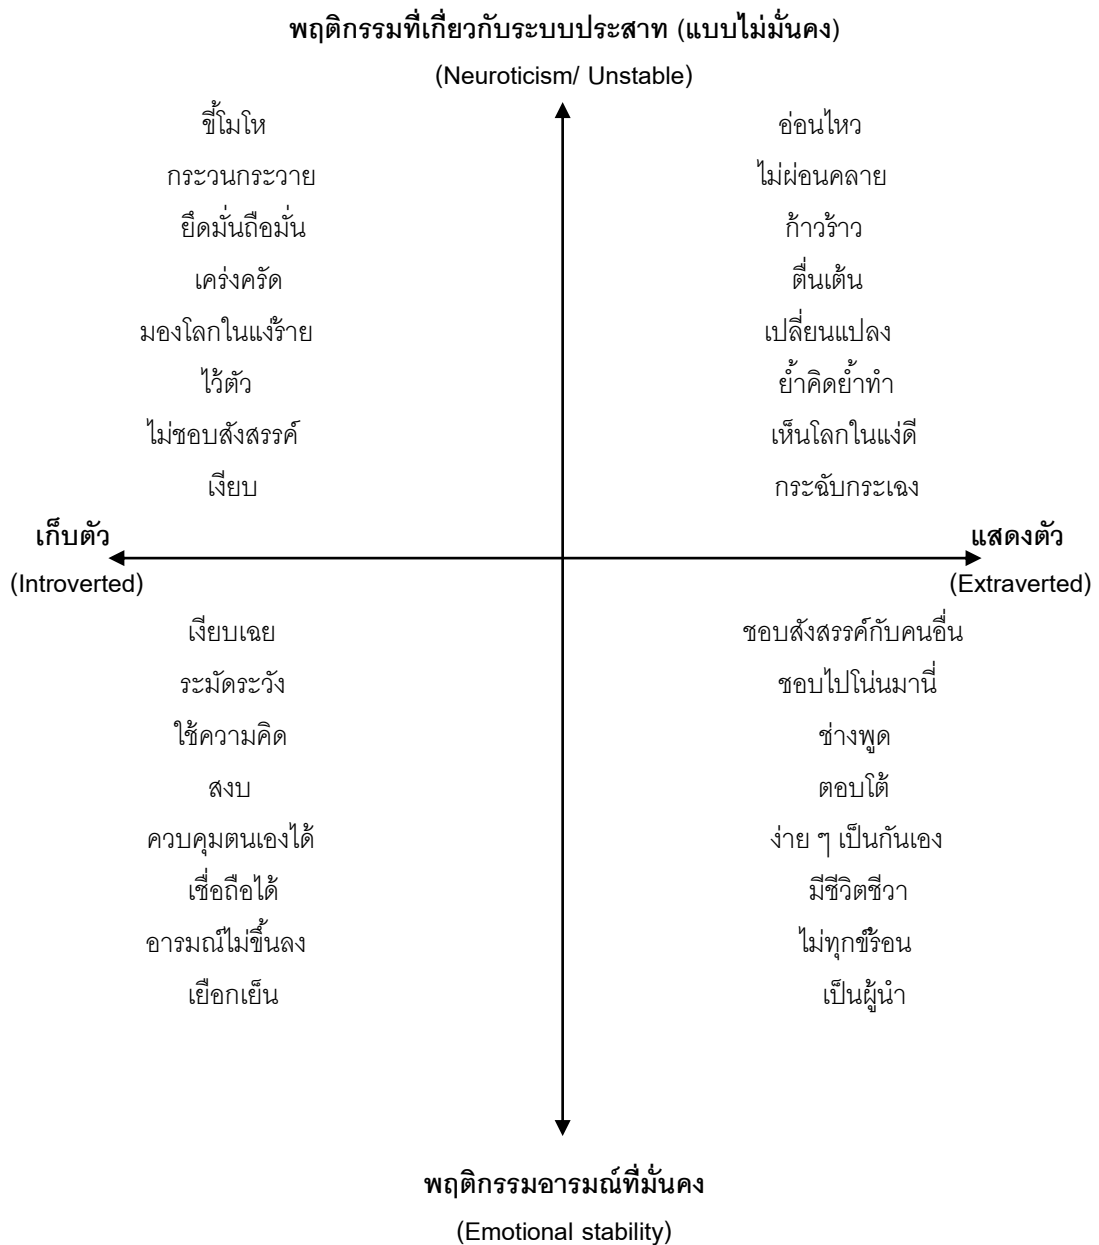 พฤติกรรมที่เกี่ยวกับระบบประสาท (แบบไม่มั่นคง)
(Neuroticism/ Unstable)
ขี้โมโห
อ่อนไหว
กระวนกระวาย
ไม่ผ่อนคลาย
ยึดมั่นถือมั่น
ก้าวร้าว
เคร่งครัด
ตื่นเต้น
มองโลกในแง่ร้าย
เปลี่ยนแปลง
ไว้ตัว
ย้ำคิดย้ำทำ
ไม่ชอบสังสรรค์
เห็นโลกในแง่ดี
เงียบ
กระฉับกระเฉง
เก็บตัว
แสดงตัว
(Introverted)
(Extraverted)
เงียบเฉย
ชอบสังสรรค์กับคนอื่น
ระมัดระวัง
ชอบไปโน่นมานี่
ใช้ความคิด
ช่างพูด
สงบ
ตอบโต้
ควบคุมตนเองได้
ง่าย ๆ เป็นกันเอง
เชื่อถือได้
มีชีวิตชีวา
อารมณ์ไม่ขึ้นลง
ไม่ทุกข์ร้อน
เยือกเย็น
เป็นผู้นำ
พฤติกรรมอารมณ์ที่มั่นคง
(Emotional stability)